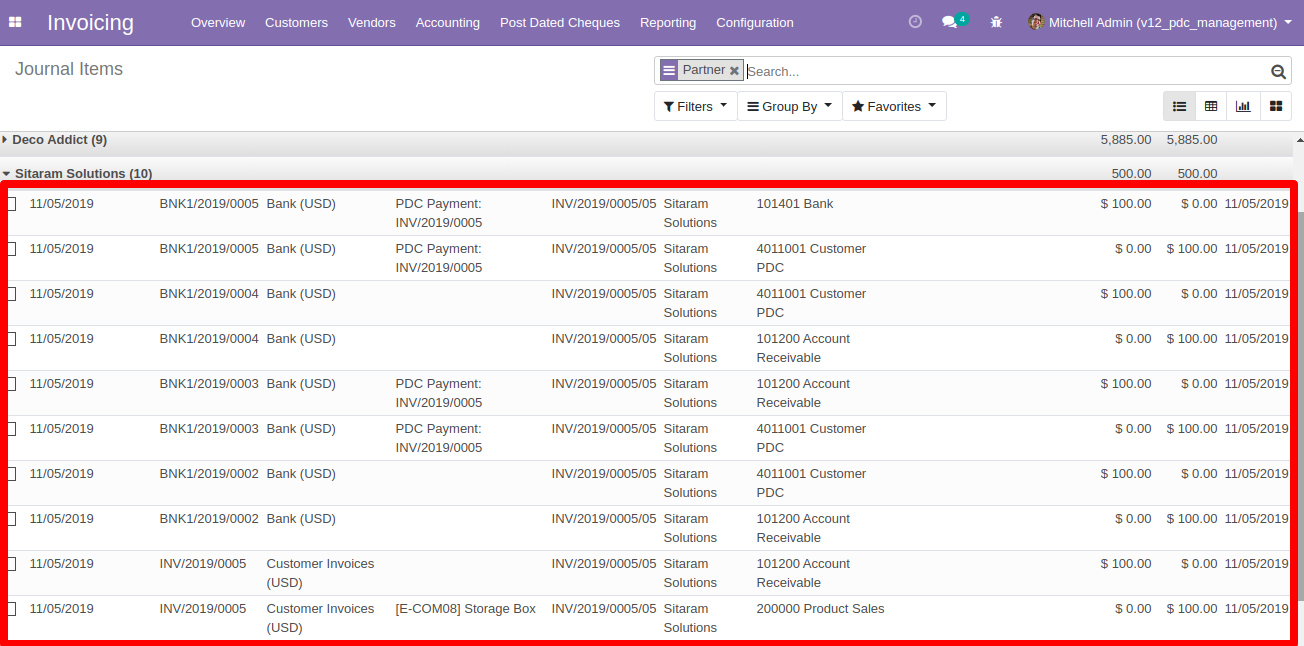 Invoicing Overview Customers Vendors Accounting Post Dated Cheques Reporting Configuration 4 Mitchell Admin (v12_pdc_management)
Journal Items Partner Search...
Filters Group By Favorites
Deco Addict (9) 5,885.00 5,885.00
Sitaram Solutions (10) 500.00 500.00
11/05/2019 BNK1/2019/0005 Bank (USD) PDC Payment: INV/2019/0005/05 Sitaram 101401 Bank $ 100.00 $ 0.00 11/05/2019
INV/2019/0005 Solutions
11/05/2019 BNK1/2019/0005 Bank (USD) PDC Payment: INV/2019/0005/05 Sitaram 4011001 Customer $ 0.00 $ 100.00 11/05/2019
INV/2019/0005 Solutions PDC
11/05/2019 BNK1/2019/0004 Bank (USD) INV/2019/0005/05 Sitaram 4011001 Customer $ 100.00 $ 0.00 11/05/2019
Solutions PDC
11/05/2019 BNK1/2019/0004 Bank (USD) INV/2019/0005/05 Sitaram 101200 Account $ 0.00 $ 100.00 11/05/2019
Solutions Receivable
11/05/2019 BNK1/2019/0003 Bank (USD) PDC Payment: INV/2019/0005/05 Sitaram 101200 Account $ 100.00 $ 0.00 11/05/2019
INV/2019/0005 Solutions Receivable
11/05/2019 BNK1/2019/0003 Bank (USD) PDC Payment: INV/2019/0005/05 Sitaram 4011001 Customer $ 0.00 $ 100.00 11/05/2019
INV/2019/0005 Solutions PDC
11/05/2019 BNK1/2019/0002 Bank (USD) INV/2019/0005/05 Sitaram 4011001 Customer $ 100.00 $ 0.00 11/05/2019
Solutions PDC
11/05/2019 BNK1/2019/0002 Bank (USD) INV/2019/0005/05 Sitaram 101200 Account $ 0.00 $ 100.00 11/05/2019
Solutions Receivable
11/05/2019 INV/2019/0005 Customer Invoices INV/2019/0005/05 Sitaram 101200 Account $ 100.00 $ 0.00 11/05/2019
(USD) Solutions Receivable
11/05/2019 INV/2019/0005 Customer Invoices [E-COM08] Storage Box INV/2019/0005/05 Sitaram 200000 Product Sales $ 0.00 $ 100.00 11/05/2019
(USD) Solutions